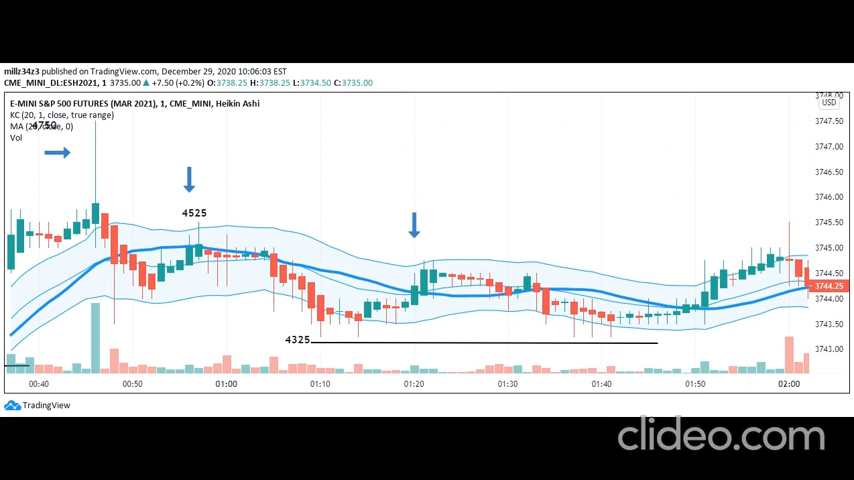 millz34z3 published on TradingView.com, December 29, 2020 10:06:03 EST
CME_MINI_DL:ESH2021, 1 3735.00 ▲ +7.50 (+0.2%) O:3738.25 H:3738.25 L:3734.50 C:3735.00
E-MINI S&P 500 FUTURES (MAR 2021), 1, CME_MINI, Heikin Ashi
KC (20, 1, close, true range)
MA (20, close, 0)
4750
Vol
4525
4325
3748.00
USD
3747.50
3747.00
3746.50
3746.00
3745.50
3745.00
3744.50
3744.25
3744.00
3743.50
3743.00
00:40 00:50 01:00 01:10 01:20 01:30 01:40 01:50 02:00
TradingView
clideo.com